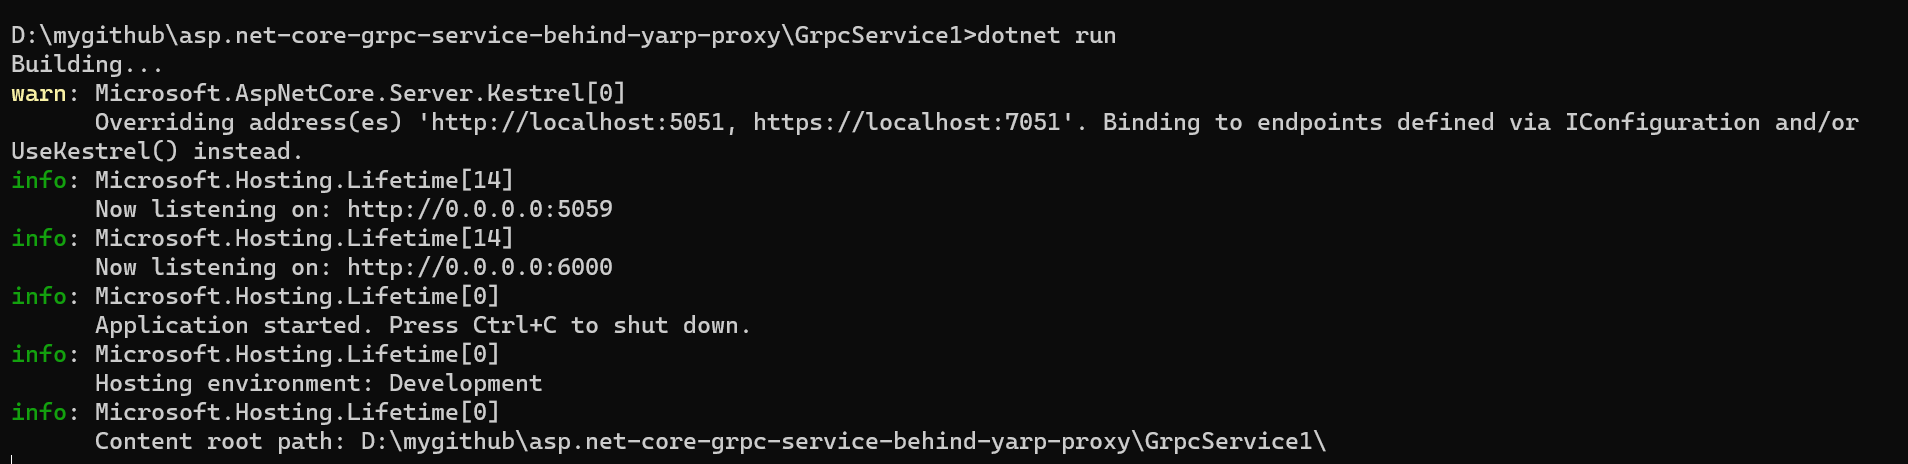 D:\mygithub\asp.net-core-grpc-service-behind-yarp-proxy\GrpcService1>dotnet run
Building...
warn: Microsoft.AspNetCore.Server.Kestrel[0]
      Overriding address(es) 'http://localhost:5051, https://localhost:7051'. Binding to endpoints defined via IConfiguration and/or
UseKestrel() instead.
info: Microsoft.Hosting.Lifetime[14]
      Now listening on: http://0.0.0.0:5059
info: Microsoft.Hosting.Lifetime[14]
      Now listening on: http://0.0.0.0:6000
info: Microsoft.Hosting.Lifetime[0]
      Application started. Press Ctrl+C to shut down.
info: Microsoft.Hosting.Lifetime[0]
      Hosting environment: Development
info: Microsoft.Hosting.Lifetime[0]
      Content root path: D:\mygithub\asp.net-core-grpc-service-behind-yarp-proxy\GrpcService1\